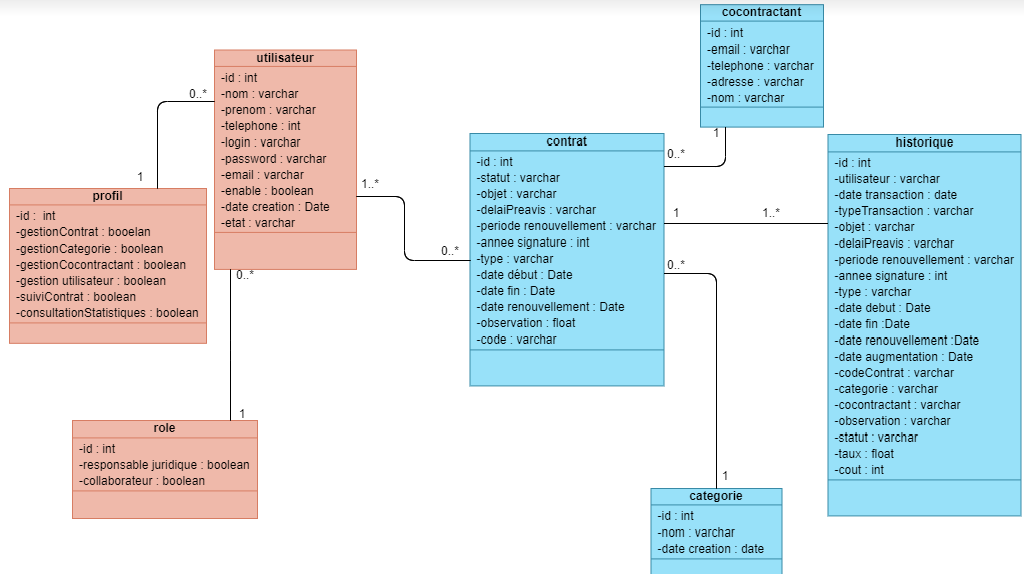 cocontractant
-id : int
-email : varchar
-telephone : varchar
-adresse : varchar
-nom : varchar
1
0..*
utilisateur
-id : int
-nom : varchar
-prenom : varchar
-telephone : int
-login : varchar
-password : varchar
-email : varchar
-enable : boolean
-date creation : Date
-etat : varchar
0..*
1
1..*
0..*
0..*
1
profil
-id : int
-gestionContrat : booelan
-gestionCategorie : boolean
-gestionCocontractant : boolean
-gestion utilisateur : boolean
-suiviContrat : boolean
-consultationStatistiques : boolean
role
-id : int
-responsable juridique : boolean
-collaborateur : boolean
contrat
-id : int
-statut : varchar
-objet : varchar
-delaiPreavis : varchar
-periode renouvellement : varchar
-annee signature : int
-type : varchar
-date début : Date
-date fin : Date
-date renouvellement : Date
-observation : float
-code : varchar
1
1..*
0..*
1
historique
-id : int
-utilisateur : varchar
-date transaction : date
-typeTransaction : varchar
-objet : varchar
-delaiPreavis : varchar
-periode renouvellement : varchar
-annee signature : int
-type : varchar
-date debut : Date
-date fin :Date
-date renouvellement :Date
-date augmentation : Date
-codeContrat : varchar
-categorie : varchar
-cocontractant : varchar
-observation : varchar
-statut : varchar
-taux : float
-cout : int
categorie
-id : int
-nom : varchar
-date creation : date